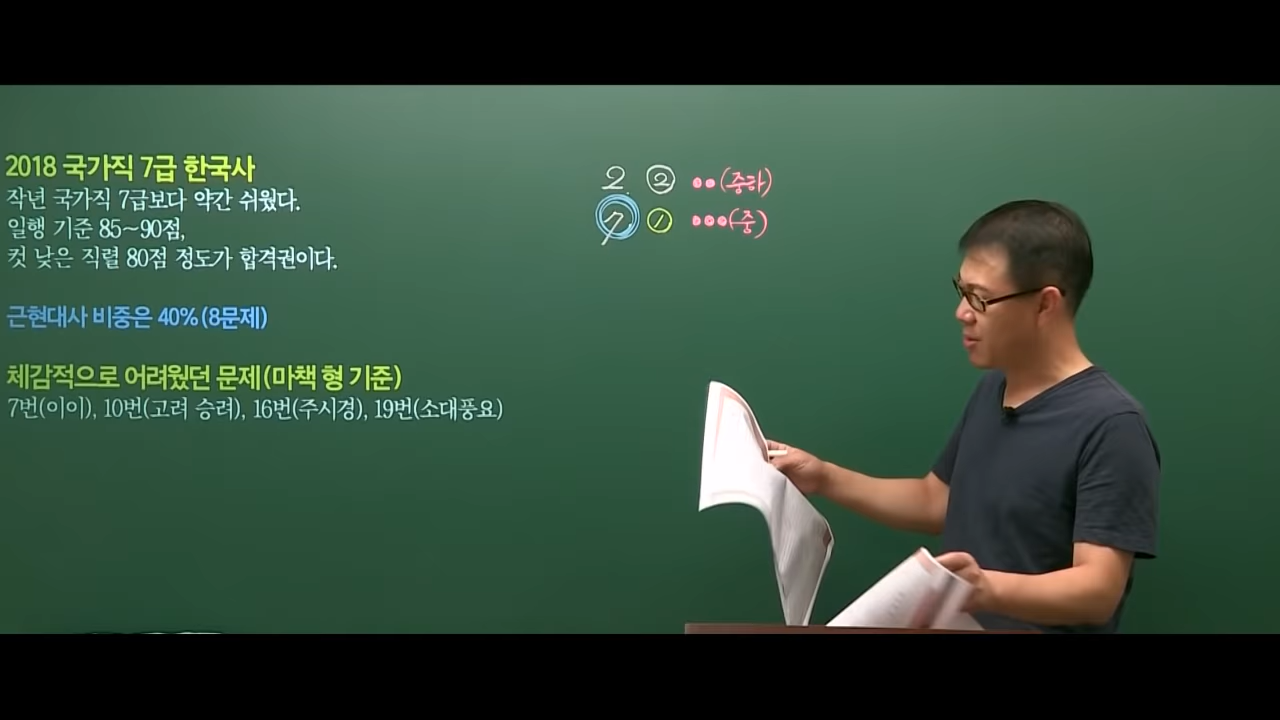 2018 국가직 7급 한국사
작년 국가직 7급보다 약간 쉬웠다.
일행 기준 85~90점,
컷 낮은 직렬 80점 정도가 합격권이다.
근현대사 비중은 40%(8문제)
체감적으로 어려웠던 문제(마책 형 기준)
7번(이이), 10번(고려 승려), 16번(주시경), 19번(소대풍요)
2 ② ●●(중하)
7 ① ●●●(중)